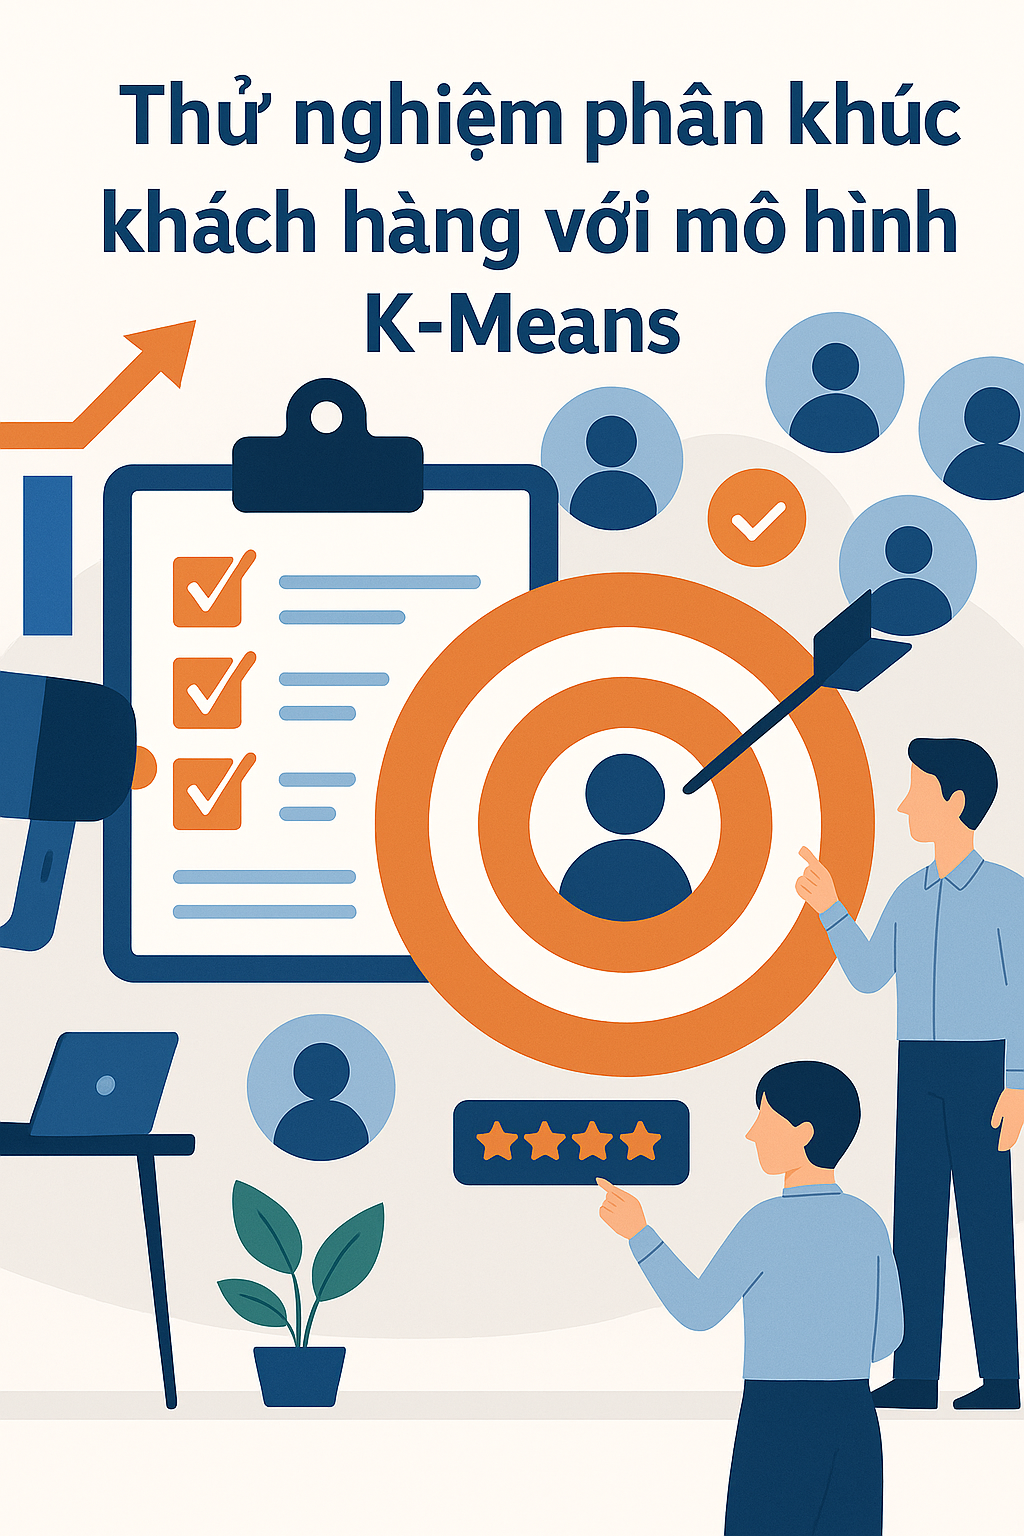 Thử nghiệm phân khúc
khách hàng với mô hình
K-Means